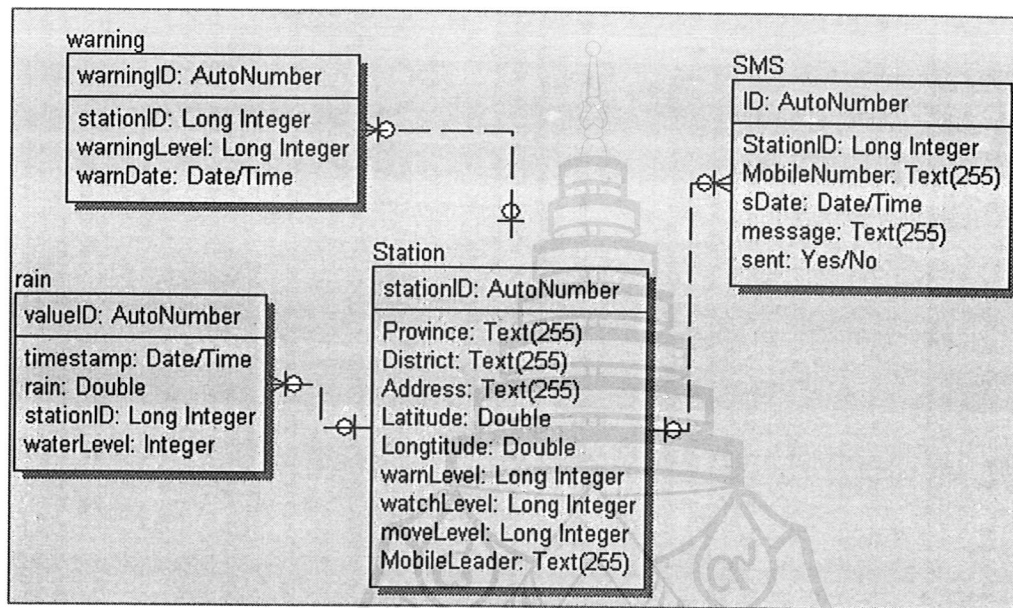 warning
warningID: AutoNumber
stationID: Long Integer
warningLevel: Long Integer
warnDate: Date/Time
SMS
ID: AutoNumber
StationID: Long Integer
MobileNumber: Text(255)
sDate: Date/Time
message: Text(255)
sent: Yes/No
rain
valueID: AutoNumber
timestamp: Date/Time
rain: Double
stationID: Long Integer
waterLevel: Integer
Station
stationID: AutoNumber
Province: Text(255)
District: Text(255)
Address: Text(255)
Latitude: Double
Longtitude: Double
warnLevel: Long Integer
watchLevel: Long Integer
moveLevel: Long Integer
MobileLeader: Text(255)